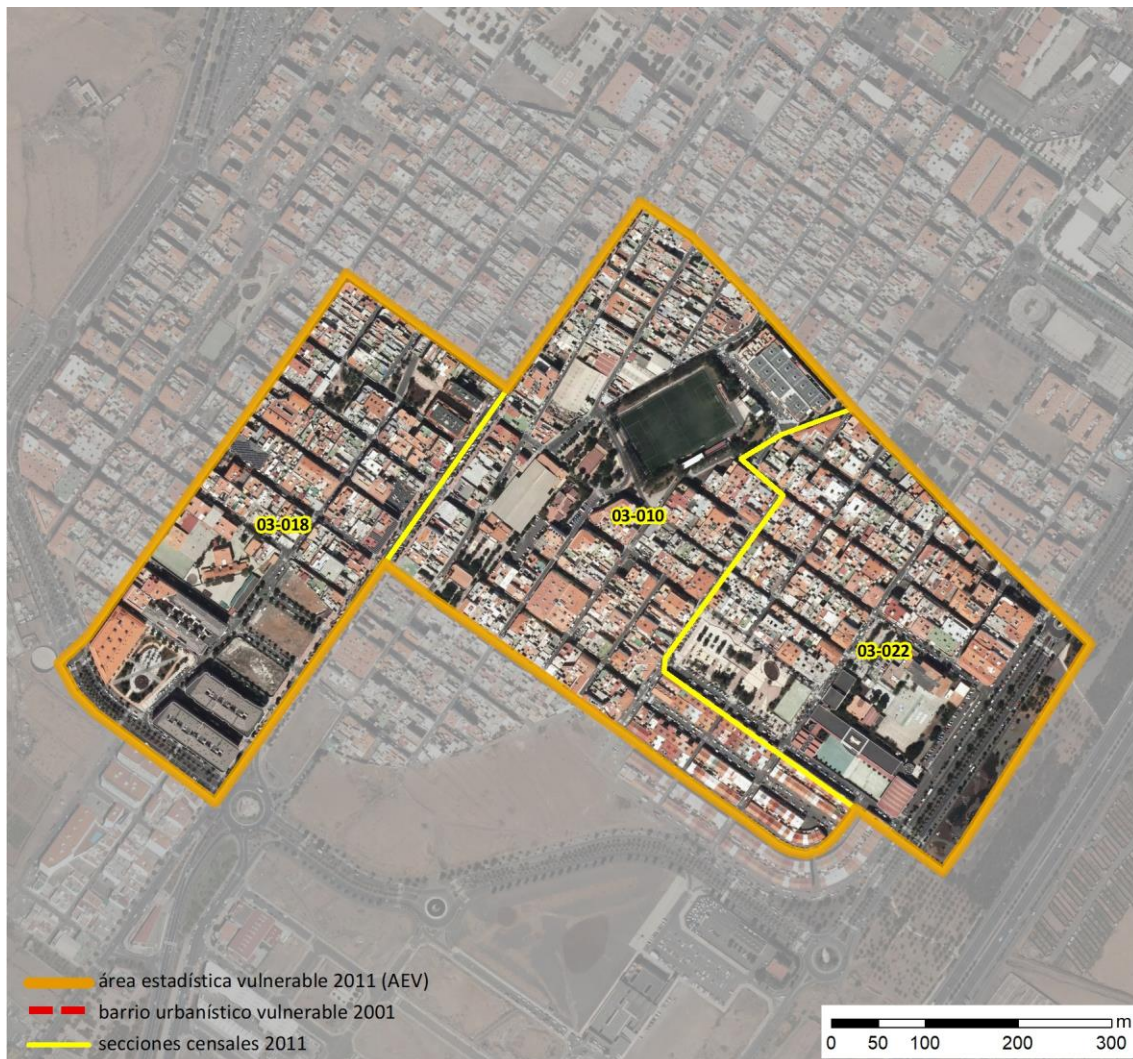 03-018
03-010
03-022
área estadística vulnerable 2011 (AEV)
barrio urbanístico vulnerable 2001
secciones censales 2011
m
0 50 100 200 300